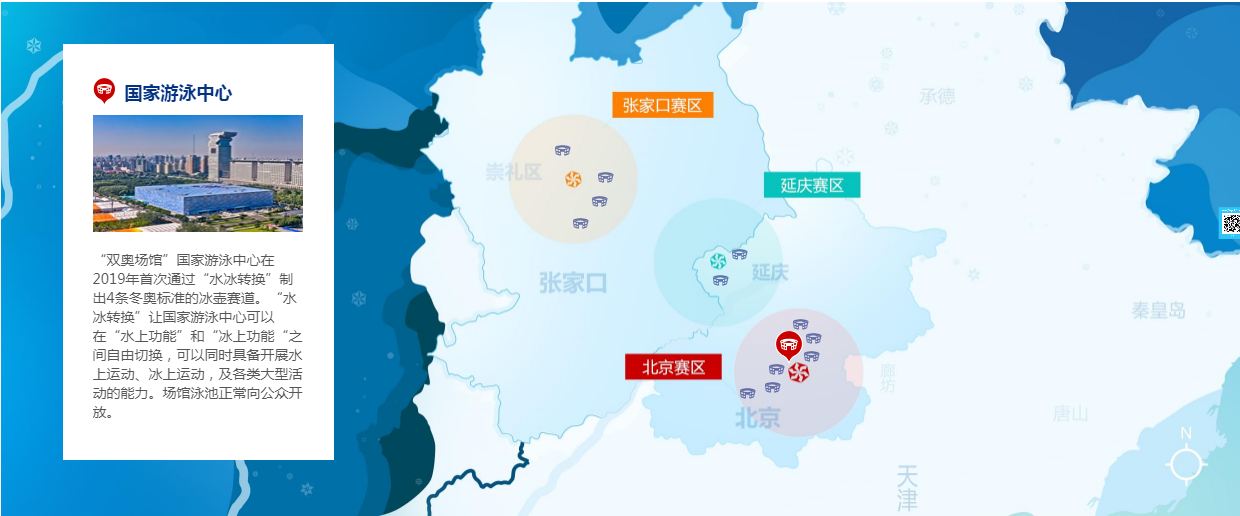 国家游泳中心
“双奥场馆”国家游泳中心在
2019年首次通过“水冰转换”制
出4条冬奥标准的冰壶赛道。“水
冰转换”让国家游泳中心可以
在“水上功能”和“冰上功能“之
间自由切换，可以同时具备开展水
上运动、冰上运动，及各类大型活
动的能力。场馆泳池正常向公众开
放。
张家口赛区
承德
崇礼区
延庆赛区
延庆
张家口
秦皇岛
北京赛区
廊坊
北京
唐山
天津
N